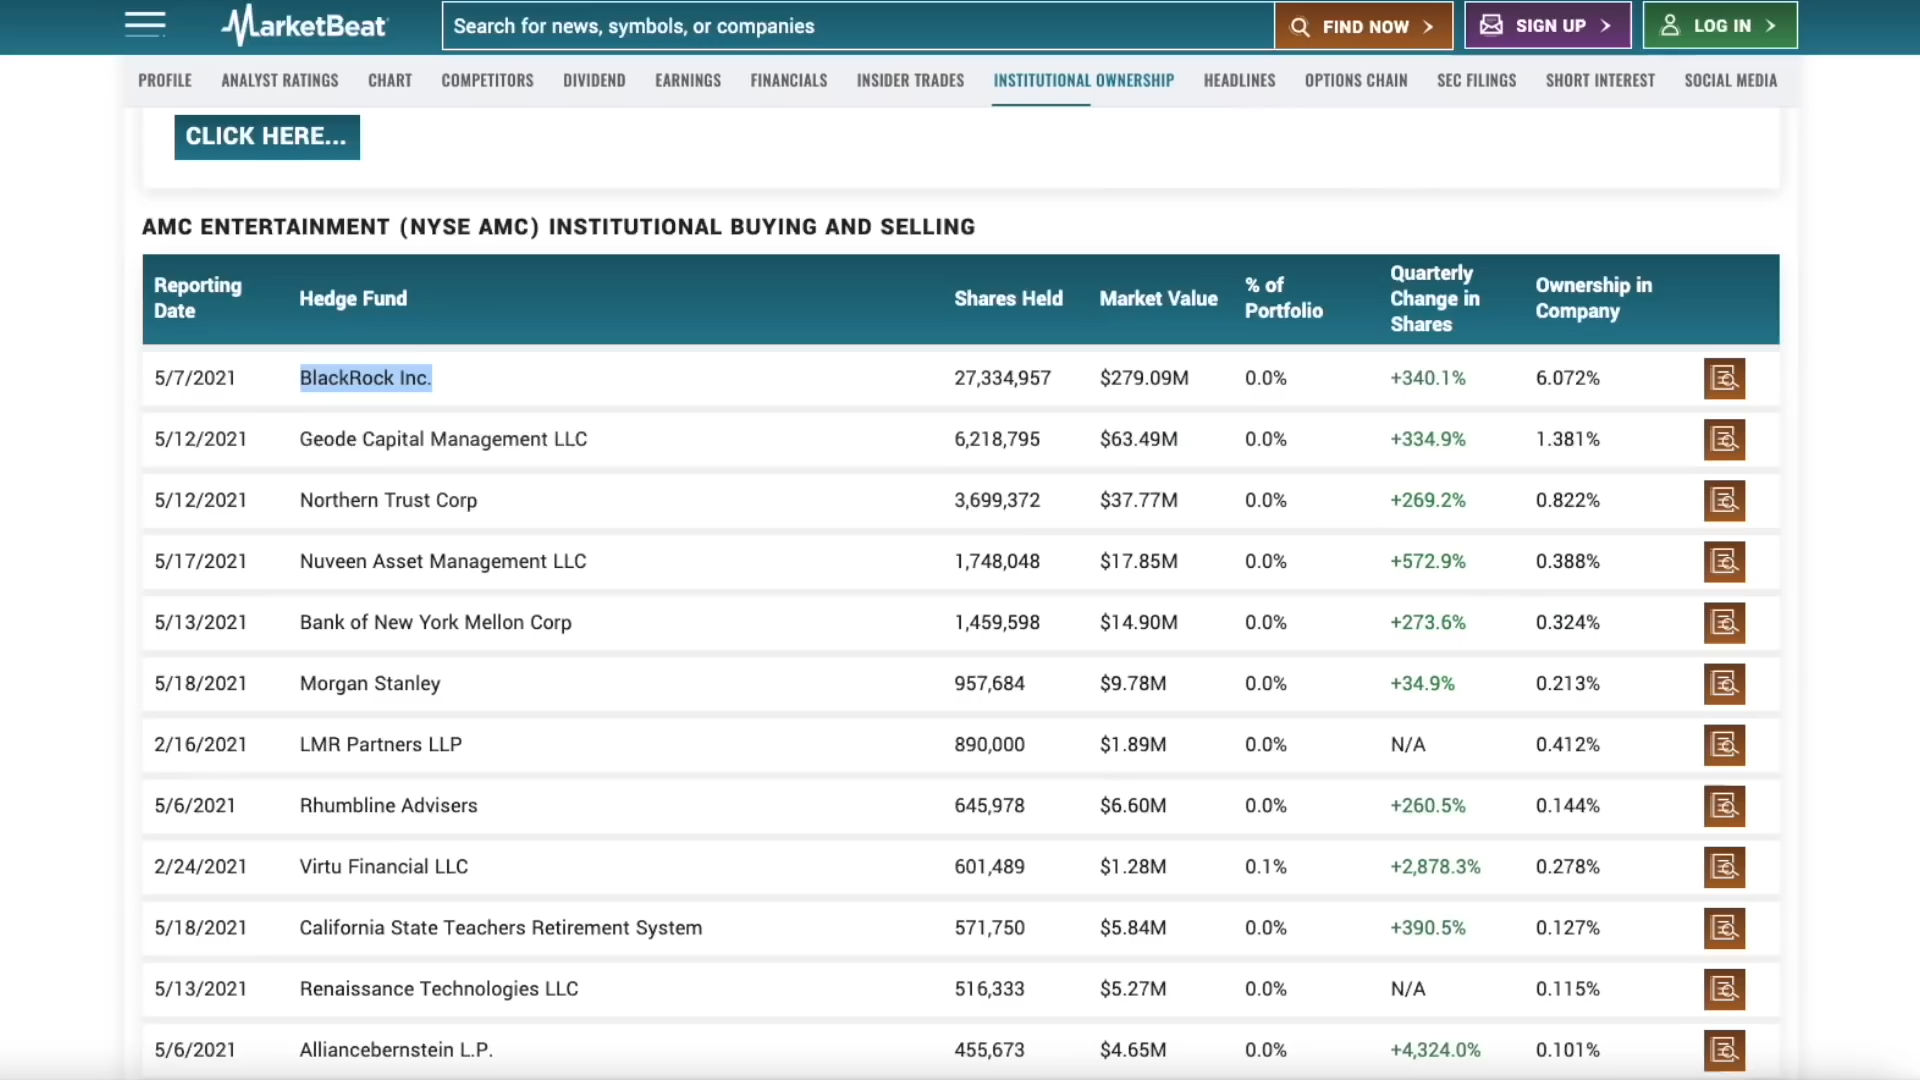 MarketBeat
Search for news, symbols, or companies
FIND NOW
SIGN UP
LOG IN
PROFILE ANALYST RATINGS CHART COMPETITORS DIVIDEND EARNINGS FINANCIALS INSIDER TRADES INSTITUTIONAL OWNERSHIP HEADLINES OPTIONS CHAIN SEC FILINGS SHORT INTEREST SOCIAL MEDIA
CLICK HERE...
AMC ENTERTAINMENT (NYSE AMC) INSTITUTIONAL BUYING AND SELLING
Reporting Date Hedge Fund Shares Held Market Value % of Portfolio Quarterly Change in Shares Ownership in Company
5/7/2021 BlackRock Inc. 27,334,957 $279.09M 0.0% +340.1% 6.072%
5/12/2021 Geode Capital Management LLC 6,218,795 $63.49M 0.0% +334.9% 1.381%
5/12/2021 Northern Trust Corp 3,699,372 $37.77M 0.0% +269.2% 0.822%
5/17/2021 Nuveen Asset Management LLC 1,748,048 $17.85M 0.0% +572.9% 0.388%
5/13/2021 Bank of New York Mellon Corp 1,459,598 $14.90M 0.0% +273.6% 0.324%
5/18/2021 Morgan Stanley 957,684 $9.78M 0.0% +34.9% 0.213%
2/16/2021 LMR Partners LLP 890,000 $1.89M 0.0% N/A 0.412%
5/6/2021 Rhumbline Advisers 645,978 $6.60M 0.0% +260.5% 0.144%
2/24/2021 Virtu Financial LLC 601,489 $1.28M 0.1% +2,878.3% 0.278%
5/18/2021 California State Teachers Retirement System 571,750 $5.84M 0.0% +390.5% 0.127%
5/13/2021 Renaissance Technologies LLC 516,333 $5.27M 0.0% N/A 0.115%
5/6/2021 Alliancebernstein L.P. 455,673 $4.65M 0.0% +4,324.0% 0.101%